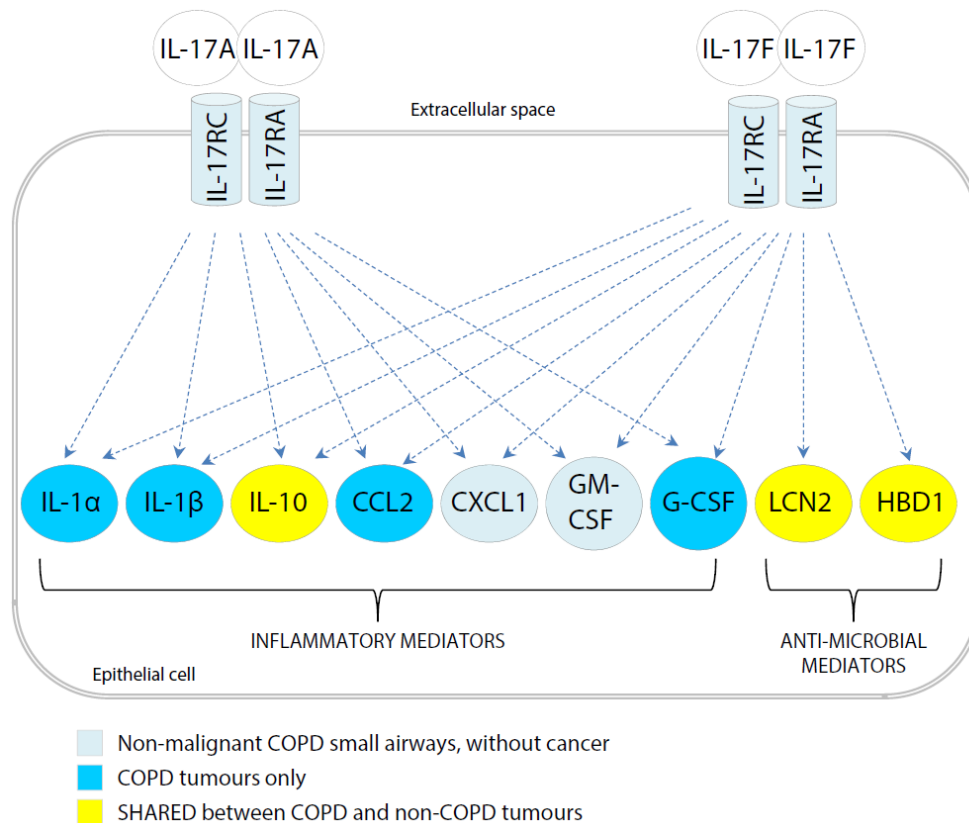 IL-17A IL-17A IL-17F IL-17F
Extracellular space
IL-17RC IL-17RA IL-17RC IL-17RA
IL-1α IL-1β IL-10 CCL2 CXCL1 GM-
CSF G-CSF LCN2 HBD1
INFLAMMATORY MEDIATORS
ANTI-MICROBIAL
MEDIATORS
Epithelial cell
Non-malignant COPD small airways, without cancer
COPD tumours only
SHARED between COPD and non-COPD tumours